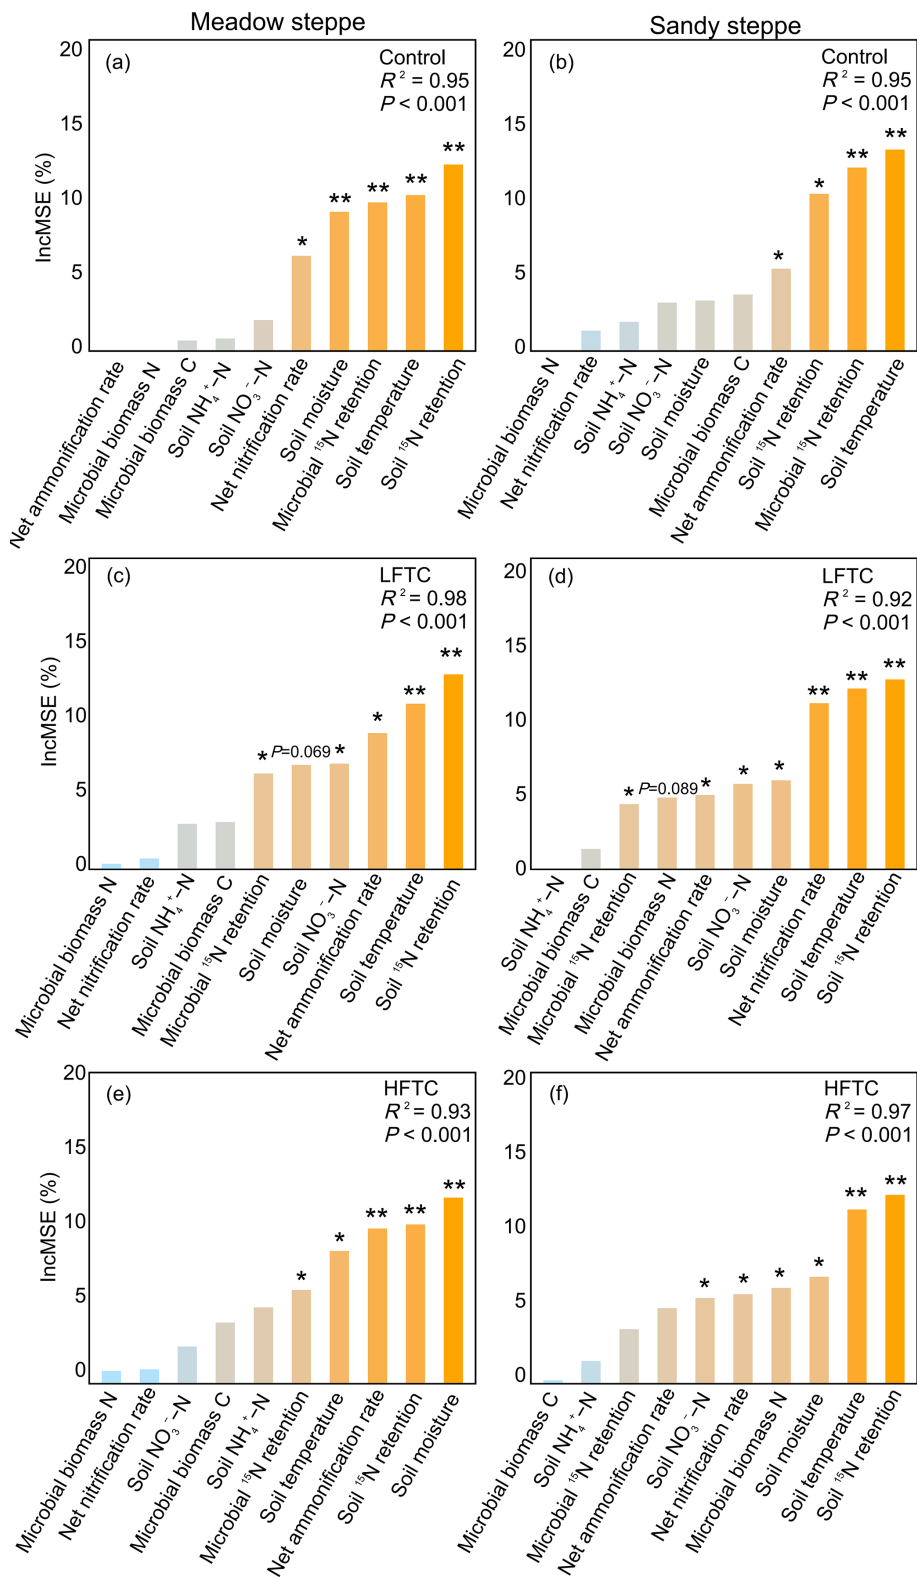 Meadow steppe
Sandy steppe
(a)
Control
R² = 0.95
P < 0.001
20
15
10
5
0
IncMSE (%)
** ** ** ** *
Net ammonification rate
Microbial biomass N
Microbial biomass C
Soil NH₄⁺–N
Soil NO₃⁻–N
Net nitrification rate
Soil moisture
Microbial ¹⁵N retention
Soil temperature
Soil ¹⁵N retention
(b)
Control
R² = 0.95
P < 0.001
20
15
10
5
0
* * ** **
Microbial biomass N
Net nitrification rate
Soil NH₄⁺–N
Soil NO₃⁻–N
Soil moisture
Microbial biomass C
Net ammonification rate
Soil ¹⁵N retention
Microbial ¹⁵N retention
Soil temperature
(c)
LFTC
R² = 0.98
P < 0.001
20
15
10
5
0
IncMSE (%)
* P=0.069 * * ** **
Microbial biomass N
Net nitrification rate
Soil NH₄⁺–N
Microbial biomass C
Microbial ¹⁵N retention
Soil moisture
Soil NO₃⁻–N
Net ammonification rate
Soil temperature
Soil ¹⁵N retention
(d)
LFTC
R² = 0.92
P < 0.001
20
15
10
5
0
* P=0.089 * * * ** ** **
Soil NH₄⁺–N
Microbial biomass C
Microbial ¹⁵N retention
Microbial biomass N
Net ammonification rate
Soil NO₃⁻–N
Soil moisture
Net nitrification rate
Soil temperature
Soil ¹⁵N retention
(e)
HFTC
R² = 0.93
P < 0.001
20
15
10
5
0
IncMSE (%)
* * ** ** **
Microbial biomass N
Net nitrification rate
Soil NO₃⁻–N
Microbial biomass C
Soil NH₄⁺–N
Microbial ¹⁵N retention
Soil temperature
Net ammonification rate
Soil ¹⁵N retention
Soil moisture
(f)
HFTC
R² = 0.97
P < 0.001
20
15
10
5
0
* * * * ** **
Microbial biomass C
Soil NH₄⁺–N
Microbial ¹⁵N retention
Net ammonification rate
Soil NO₃⁻–N
Net nitrification rate
Microbial biomass N
Soil moisture
Soil temperature
Soil ¹⁵N retention